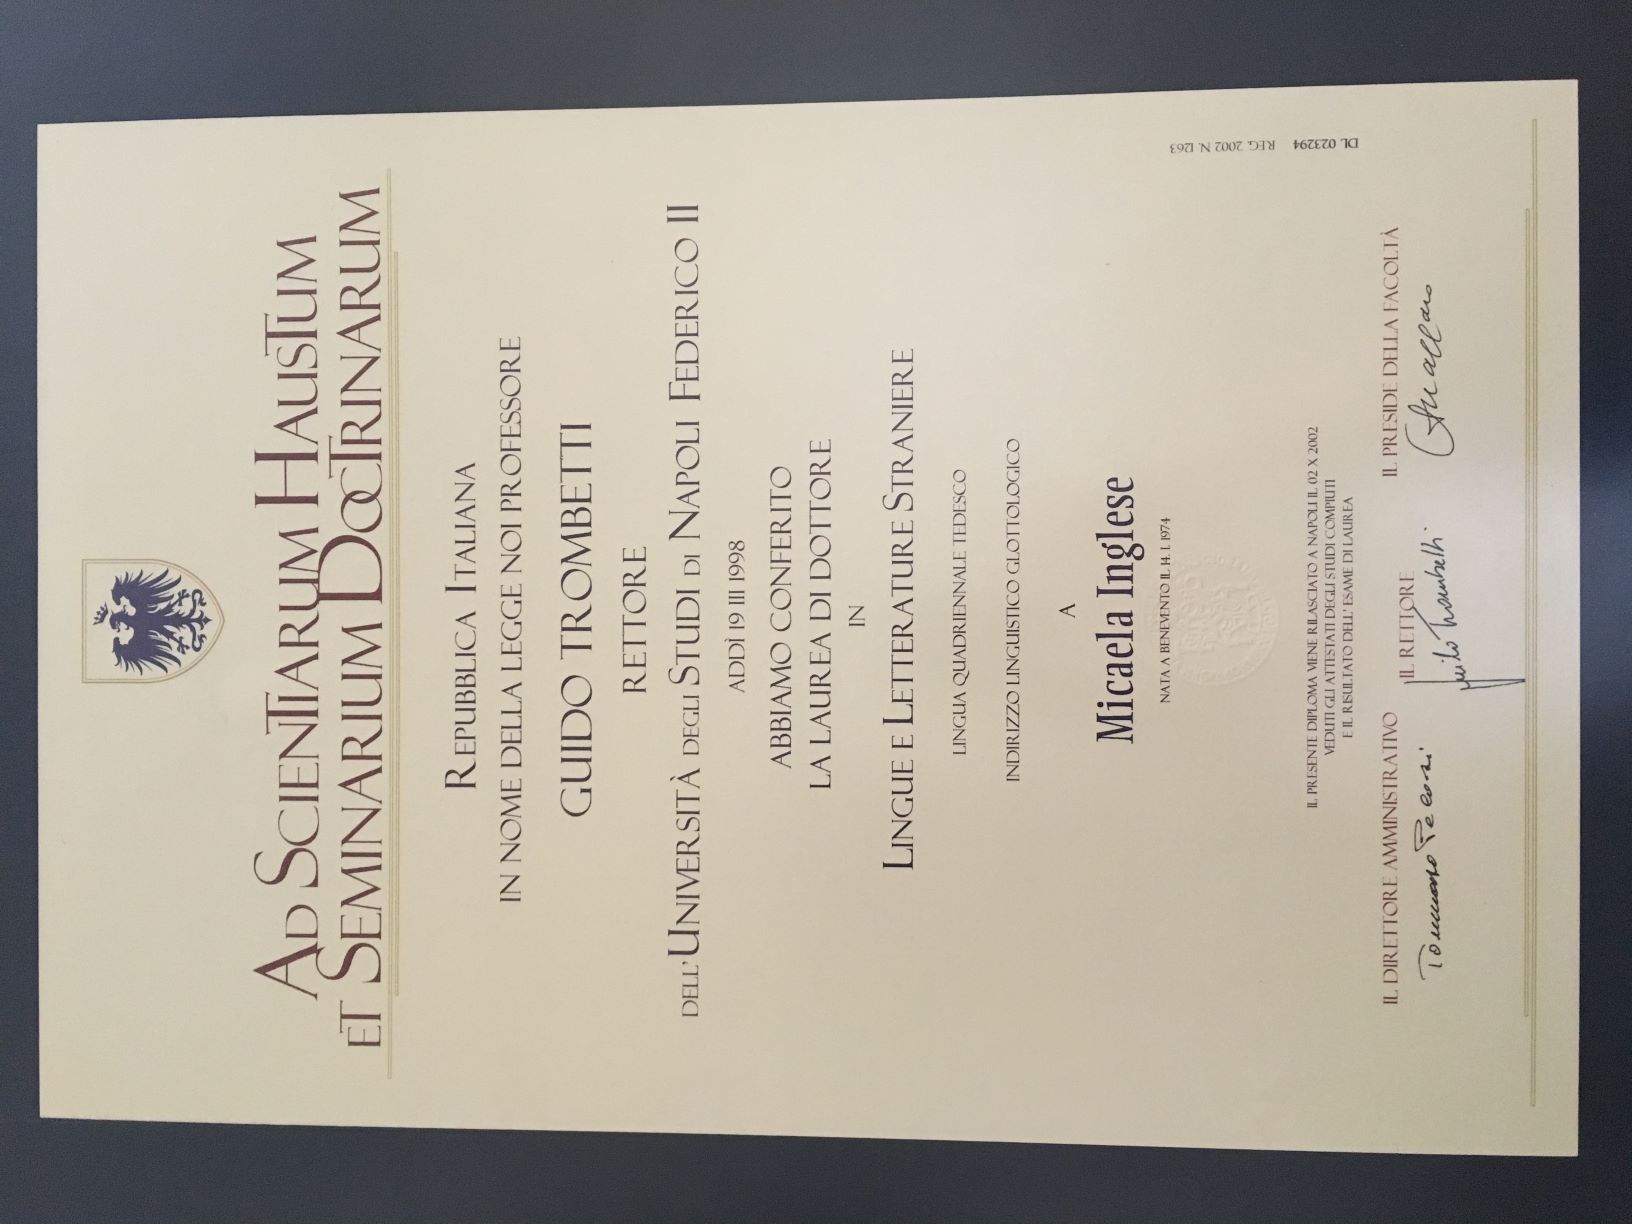 AD SCIENTIARUM HAUSTUM
ET SEMINARIUM DOCTRINARUM
REPUBBLICA ITALIANA
IN NOME DELLA LEGGE NOI PROFESSORE
GUIDO TROMBETTI
RETTORE
DELL'UNIVERSITÀ DEGLI STUDI DI NAPOLI FEDERICO II
ADDÌ 19 III 1998
ABBIAMO CONFERITO
LA LAUREA DI DOTTORE
IN
LINGUE E LETTERATURE STRANIERE
LINGUA QUADRIENNALE TEDESCO
INDIRIZZO LINGUISTICO GLOTTOLOGICO
A
Micaela Inglese
NATA A BENEVENTO IL 14. I. 1974
IL PRESENTE DIPLOMA VIENE RILASCIATO A NAPOLI IL 02 X 2002
VEDUTI GLI ATTESTATI DEGLI STUDI COMPIUTI
E IL RISULTATO DELL'ESAME DI LAUREA
DL 023294 REG. 2002 N. 1263
IL DIRETTORE AMMINISTRATIVO IL RETTORE IL PRESIDE DELLA FACOLTÀ
Tommaso Pelosi Guido Trombetti